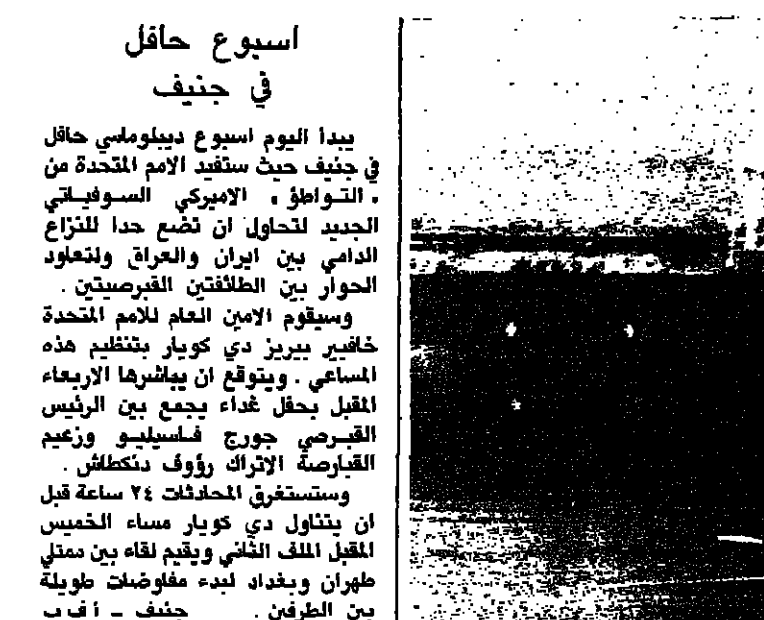 اسبوع حافل
في جنيف
يبدأ اليوم اسبوع ديبلوماسي حافل
في جنيف حيث ستفيد الامم المتحدة من
« التواطؤ » الاميركي السوفياتي
الجديد لتحاول ان تضع حدا للنزاع
الدامي بين ايران والعراق ولتعاود
الحوار بين الطائفتين القبرصيتين .
وسيقوم الامين العام للامم المتحدة
خافيير بيريز دي كويار بتنظيم هذه
المساعي . ويتوقع ان يباشرها الاربعاء
المقبل بحفل غداء يجمع بين الرئيس
القبرصي جورج فاسيليو وزعيم
القبارصة الاتراك رؤوف دنكطاش .
وستستغرق المحادثات ٢٤ ساعة قبل
ان يتناول دي كويار مساء الخميس
المقبل الملف الثاني ويقيم لقاء بين ممثلي
طهران وبغداد لبدء مفاوضات طويلة
بين الطرفين . جنيف - أ ف ب